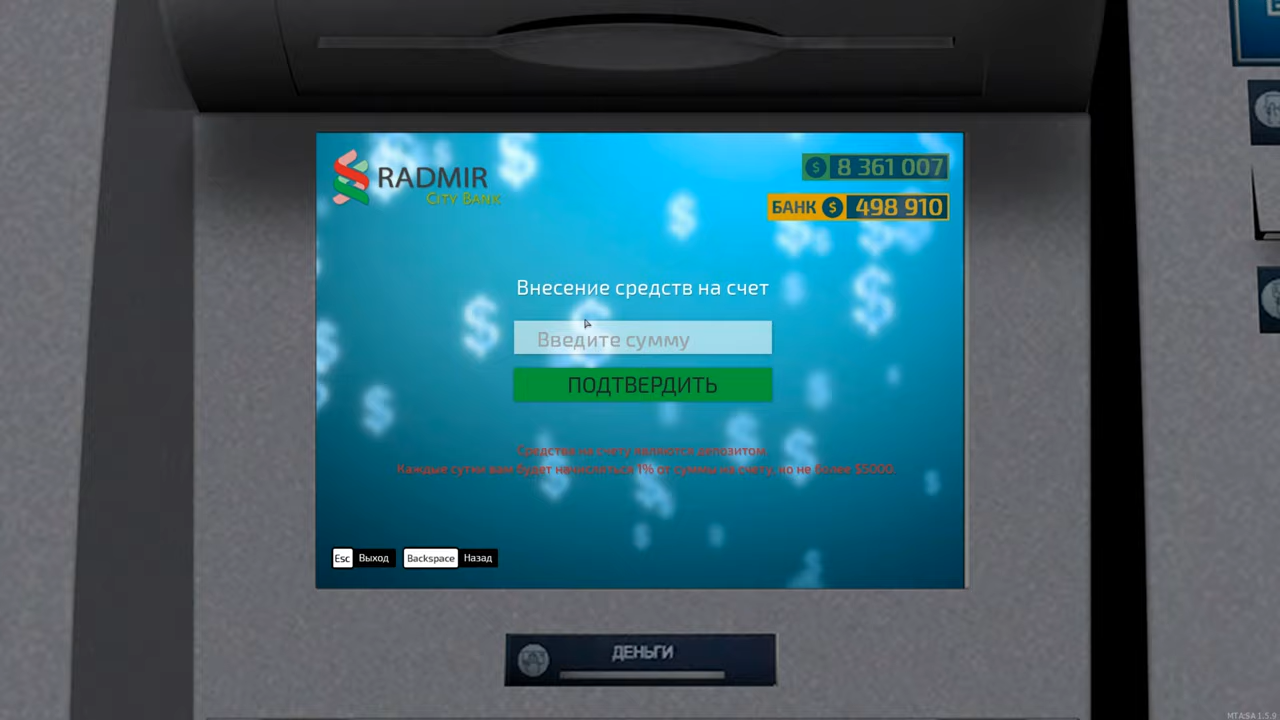 RADMIR
CITY BANK
$ 8 361 007
БАНК $ 498 910
Внесение средств на счет
Введите сумму
ПОДТВЕРДИТЬ
Средства на счету являются депозитом.
Каждые сутки вам будет начисляться 1% от суммы на счету, но не более $5000.
Esc Выход Backspace Назад
ДЕНЬГИ
MTA:SA 1.5.9